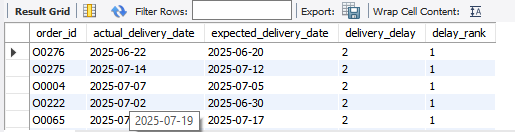 Result Grid Filter Rows: Export: Wrap Cell Content: IA
order_id actual_delivery_date expected_delivery_date delivery_delay delay_rank
O0276 2025-06-22 2025-06-20 2 1
O0275 2025-07-14 2025-07-12 2 1
O0004 2025-07-07 2025-07-05 2 1
O0222 2025-07-02 2025-06-30 2 1
O0065 2025-07 2025-07-19 2025-07-17 2 1